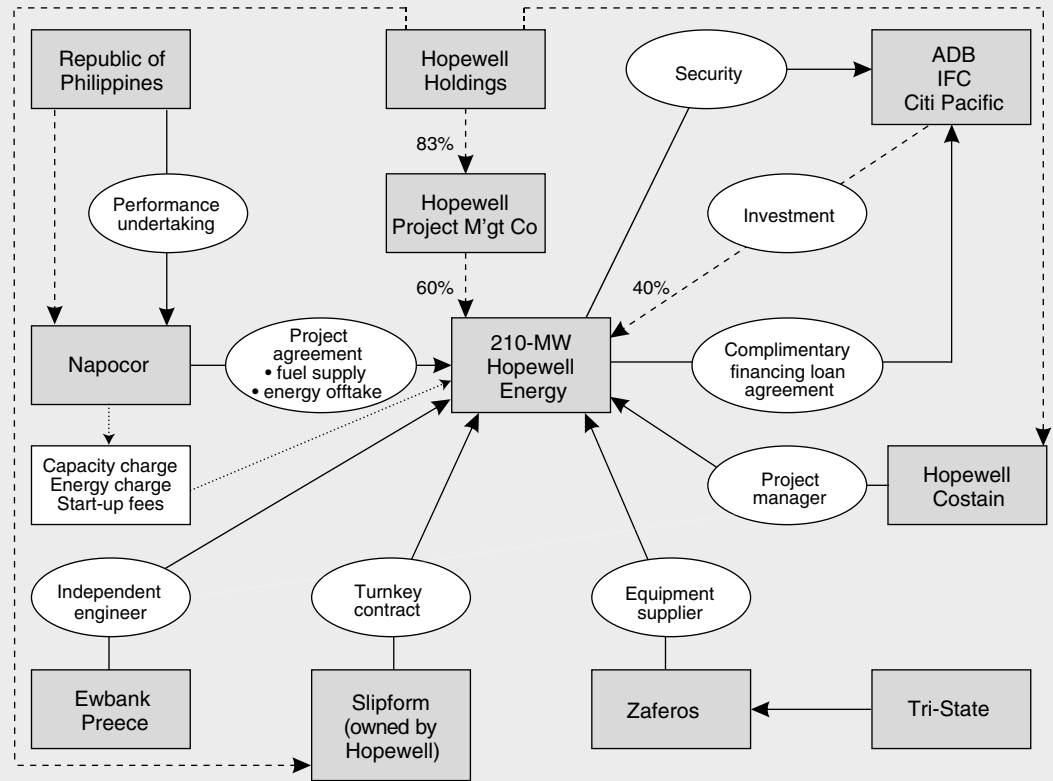 Republic of
Philippines
Hopewell
Holdings
Security
ADB
IFC
Citi Pacific
83%
Performance
undertaking
Hopewell
Project M'gt Co
Investment
60%
40%
Napocor
Project
agreement
• fuel supply
• energy offtake
210-MW
Hopewell
Energy
Complimentary
financing loan
agreement
Capacity charge
Energy charge
Start-up fees
Project
manager
Hopewell
Costain
Independent
engineer
Turnkey
contract
Equipment
supplier
Ewbank
Preece
Slipform
(owned by
Hopewell)
Zaferos
Tri-State